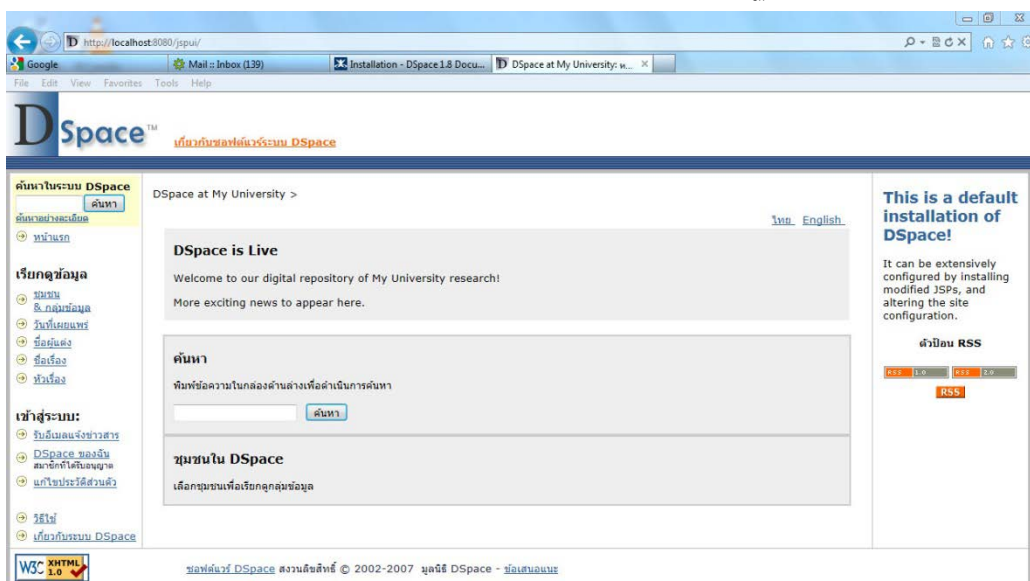 http://localhost:8080/jspui/
Google
Mail :: Inbox (139)
Installation - DSpace 1.8 Docu...
DSpace at My University: ห...
File Edit View Favorites Tools Help
DSpace™
เกี่ยวกับซอฟต์แวร์ระบบ DSpace
ค้นหาในระบบ DSpace
ค้นหา
ค้นหาอย่างละเอียด
หน้าแรก
เรียกดูข้อมูล
ชุมชน
& กลุ่มข้อมูล
วันที่เผยแพร่
ชื่อผู้แต่ง
ชื่อเรื่อง
หัวเรื่อง
เข้าสู่ระบบ:
รับอีเมลแจ้งข่าวสาร
DSpace ของฉัน
สมาชิกที่ได้รับอนุญาต
แก้ไขประวัติส่วนตัว
วิธีใช้
เกี่ยวกับระบบ DSpace
W3C XHTML 1.0
DSpace at My University >
ไทย English
DSpace is Live
Welcome to our digital repository of My University research!
More exciting news to appear here.
ค้นหา
พิมพ์ข้อความในกล่องด้านล่างเพื่อดำเนินการค้นหา
ค้นหา
ชุมชนใน DSpace
เลือกชุมชนเพื่อเรียกดูกลุ่มข้อมูล
This is a default
installation of
DSpace!
It can be extensively
configured by installing
modified JSPs, and
altering the site
configuration.
ตัวป้อน RSS
RSS 1.0 RSS 2.0
RSS
ซอฟต์แวร์ DSpace สงวนลิขสิทธิ์ © 2002-2007 มูลนิธิ DSpace - ข้อเสนอแนะ